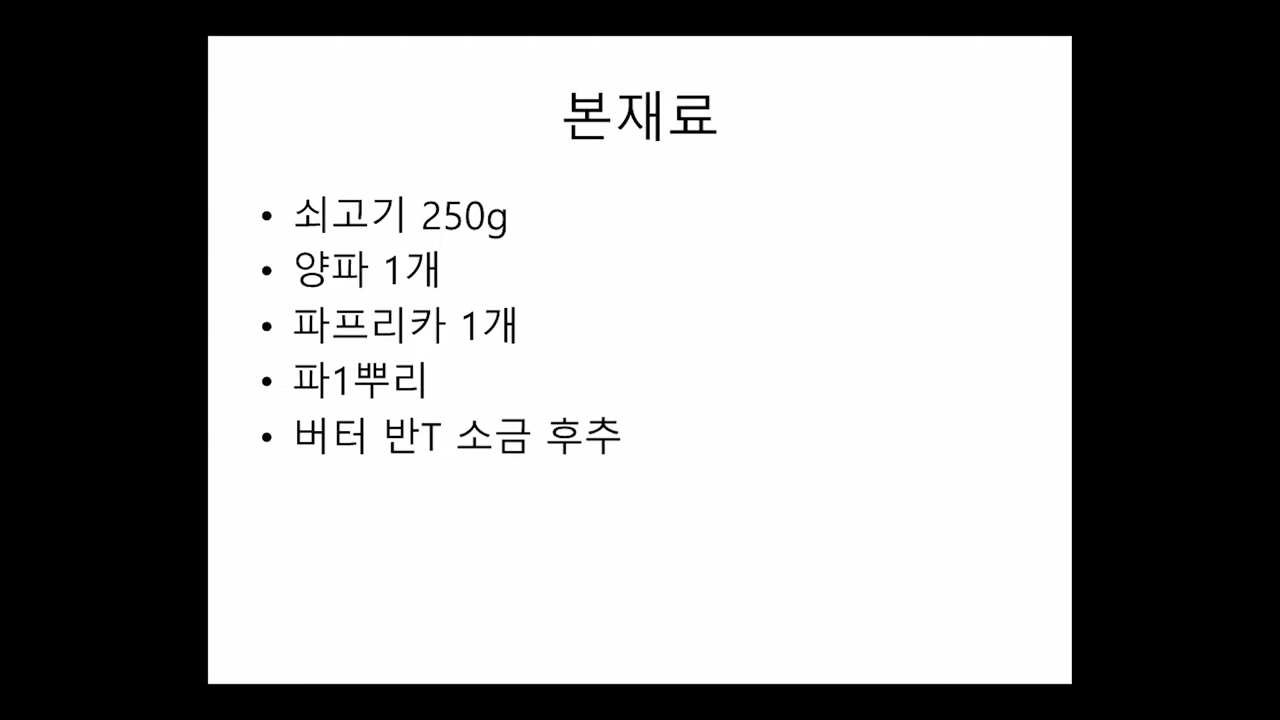 본재료
• 쇠고기 250g
• 양파 1개
• 파프리카 1개
• 파1뿌리
• 버터 반T 소금 후추